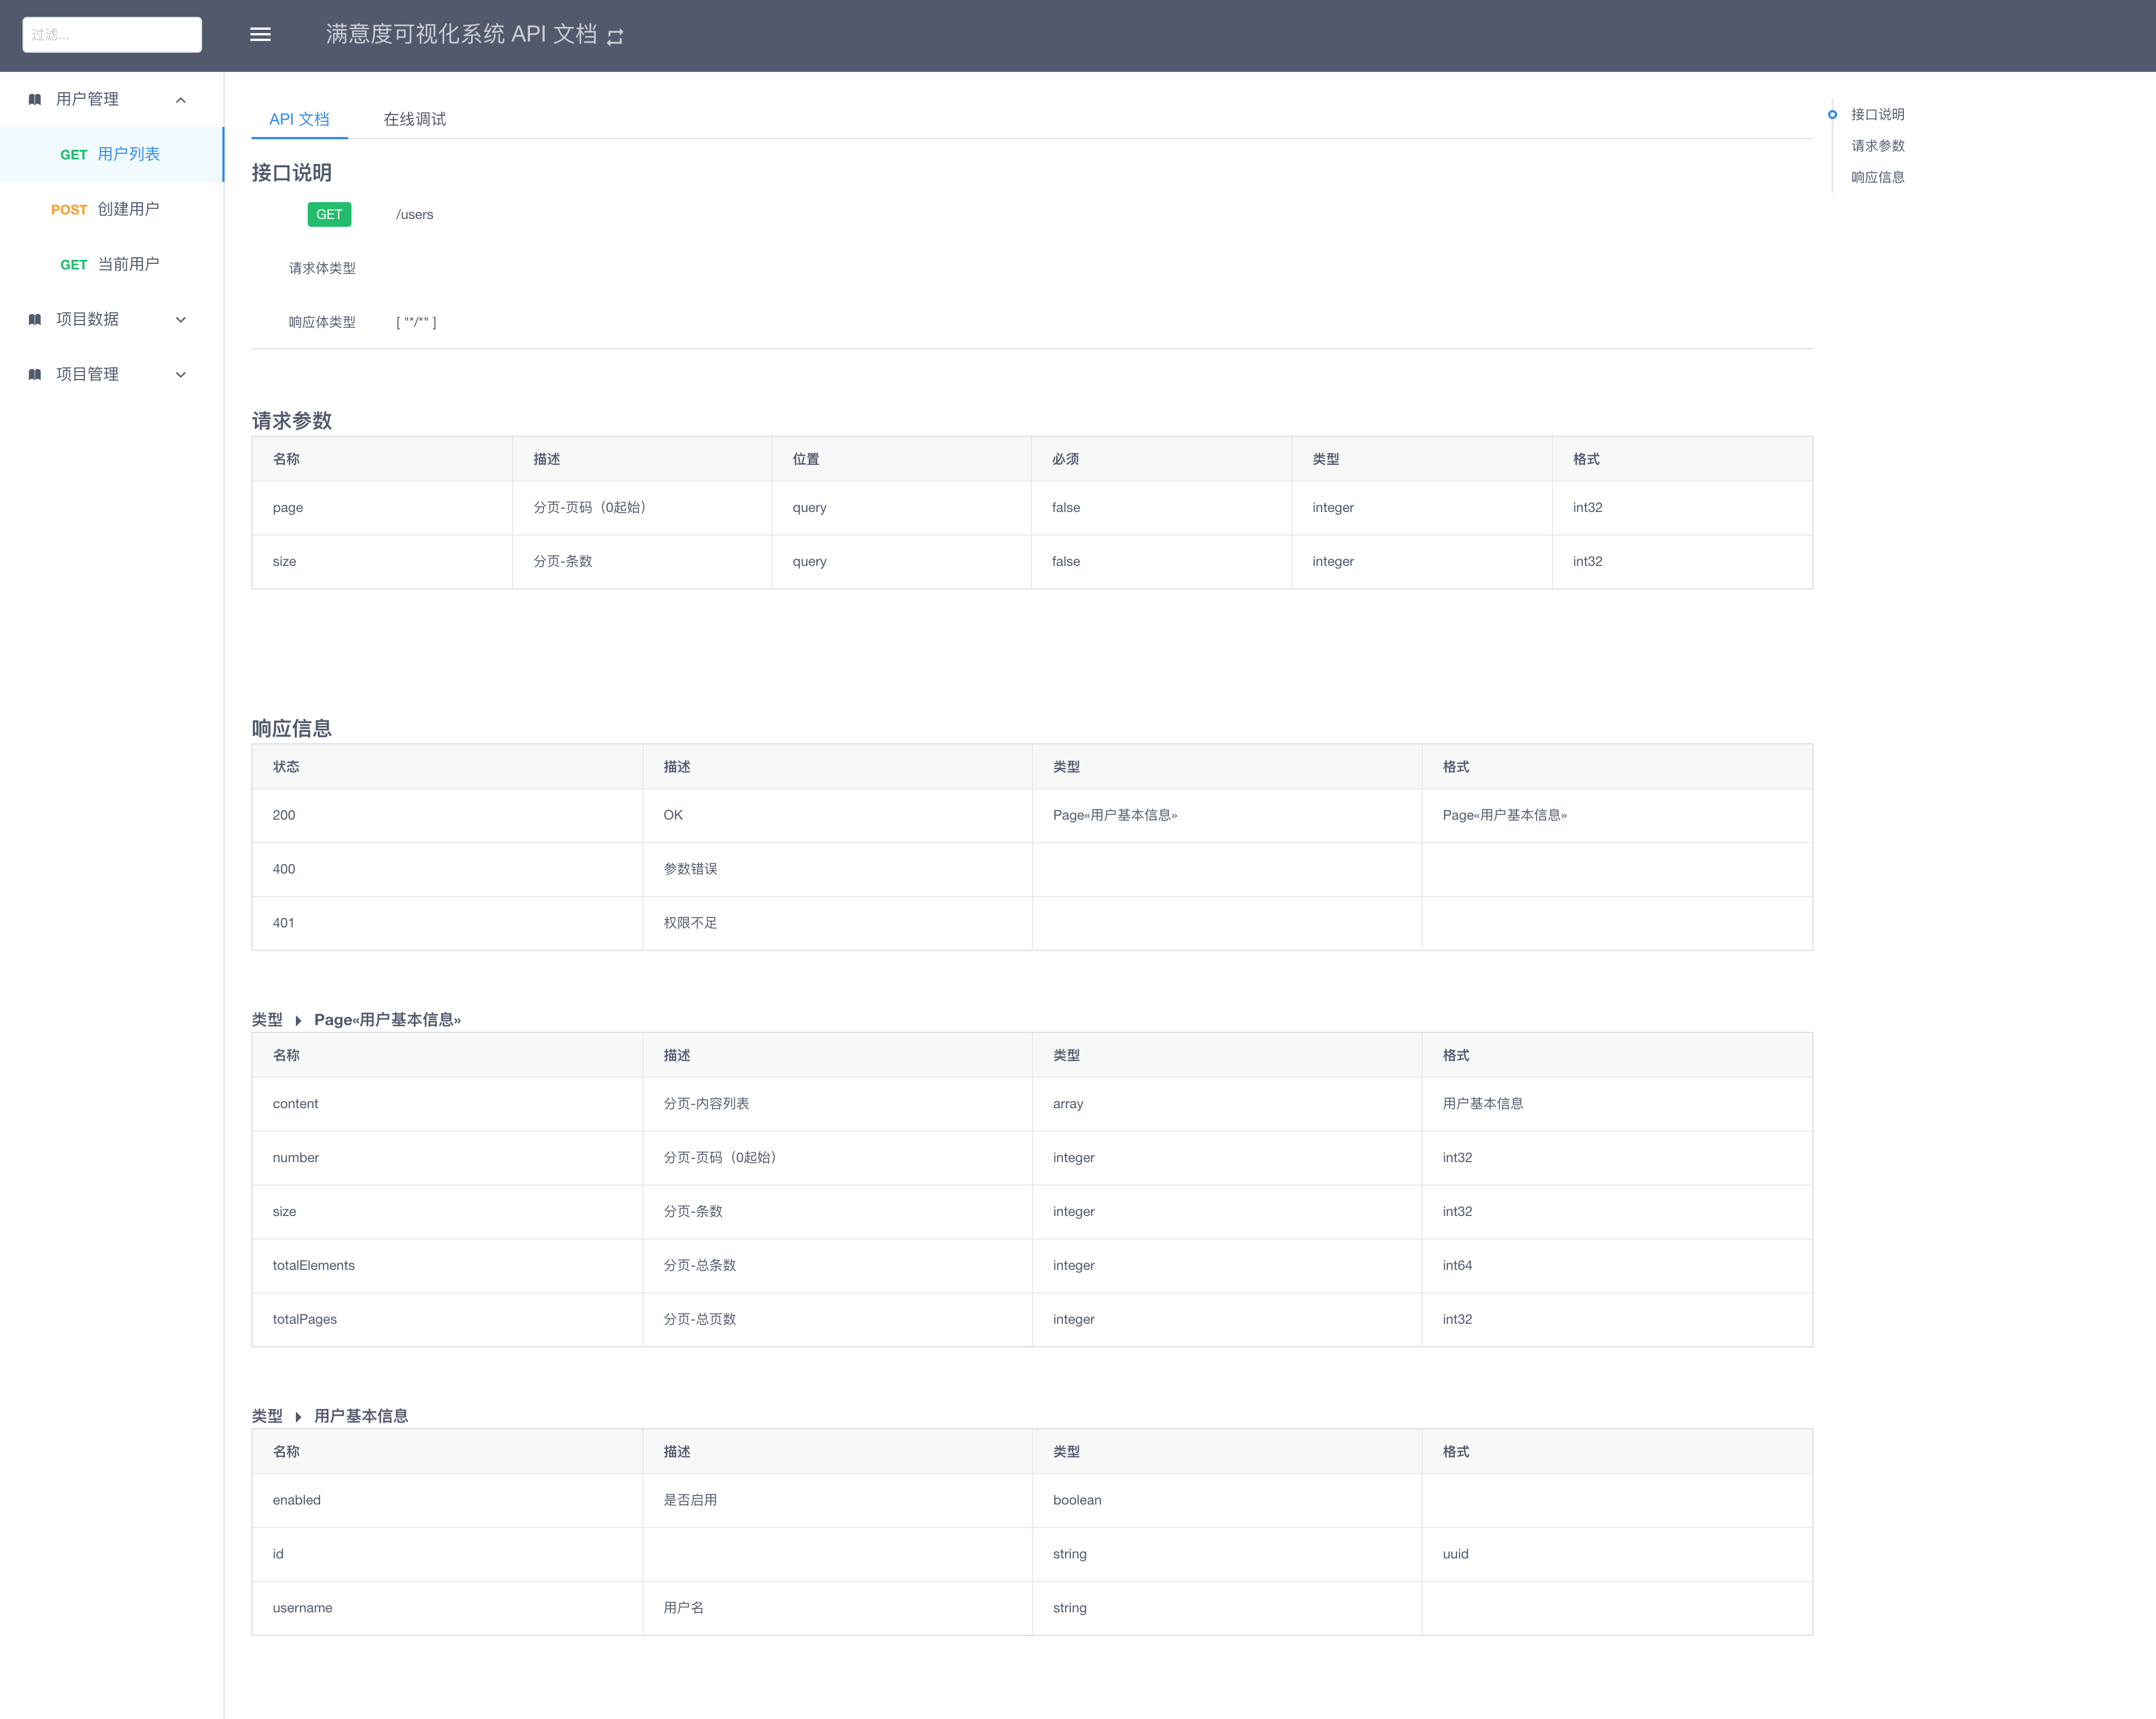 过滤...
满意度可视化系统 API 文档
用户管理
GET 用户列表
POST 创建用户
GET 当前用户
项目数据
项目管理
API 文档 在线调试
接口说明
GET /users
请求体类型
响应体类型 [ "*/*" ]
请求参数
名称 描述 位置 必须 类型 格式
page 分页-页码（0起始） query false integer int32
size 分页-条数 query false integer int32
响应信息
状态 描述 类型 格式
200 OK Page«用户基本信息» Page«用户基本信息»
400 参数错误
401 权限不足
类型 Page«用户基本信息»
名称 描述 类型 格式
content 分页-内容列表 array 用户基本信息
number 分页-页码（0起始） integer int32
size 分页-条数 integer int32
totalElements 分页-总条数 integer int64
totalPages 分页-总页数 integer int32
类型 用户基本信息
名称 描述 类型 格式
enabled 是否启用 boolean
id string uuid
username 用户名 string
接口说明
请求参数
响应信息